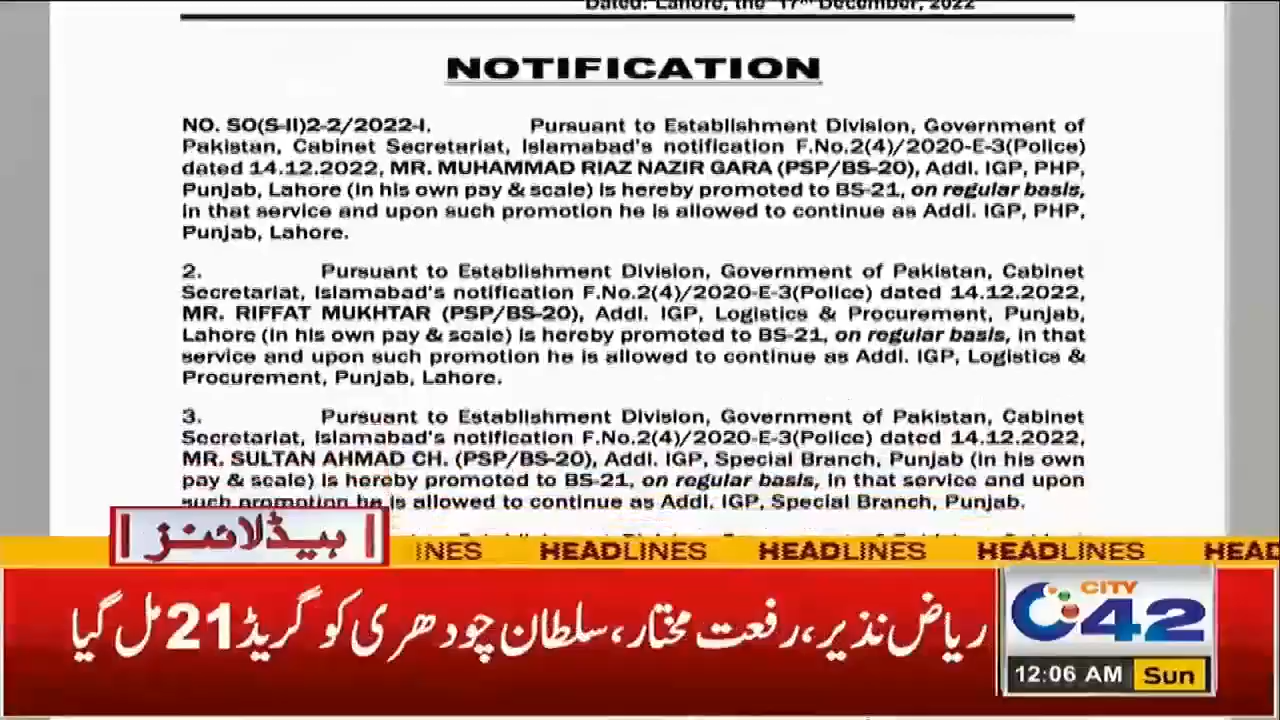 Dated: Lahore, the 17th December, 2022
NOTIFICATION
NO. SO(S-II)2-2/2022-I. Pursuant to Establishment Division, Government of
Pakistan, Cabinet Secretariat, Islamabad's notification F.No.2(4)/2020-E-3(Police)
dated 14.12.2022, MR. MUHAMMAD RIAZ NAZIR GARA (PSP/BS-20), Addl. IGP, PHP,
Punjab, Lahore (in his own pay & scale) is hereby promoted to BS-21, on regular basis,
in that service and upon such promotion he is allowed to continue as Addl. IGP, PHP,
Punjab, Lahore.
2. Pursuant to Establishment Division, Government of Pakistan, Cabinet
Secretariat, Islamabad's notification F.No.2(4)/2020-E-3(Police) dated 14.12.2022,
MR. RIFFAT MUKHTAR (PSP/BS-20), Addl. IGP, Logistics & Procurement, Punjab,
Lahore (in his own pay & scale) is hereby promoted to BS-21, on regular basis, in that
service and upon such promotion he is allowed to continue as Addl. IGP, Logistics &
Procurement, Punjab, Lahore.
3. Pursuant to Establishment Division, Government of Pakistan, Cabinet
Secretariat, Islamabad's notification F.No.2(4)/2020-E-3(Police) dated 14.12.2022,
MR. SULTAN AHMAD CH. (PSP/BS-20), Addl. IGP, Special Branch, Punjab (in his own
pay & scale) is hereby promoted to BS-21, on regular basis, in that service and upon
such promotion he is allowed to continue as Addl. IGP, Special Branch, Punjab.
ہیڈلائنز
INES HEADLINES HEADLINES HEADLINES HEAD
ریاض نذیر، رفعت مختار، سلطان چودھری کو گریڈ 21 مل گیا
CITY
42
12:06 AM Sun